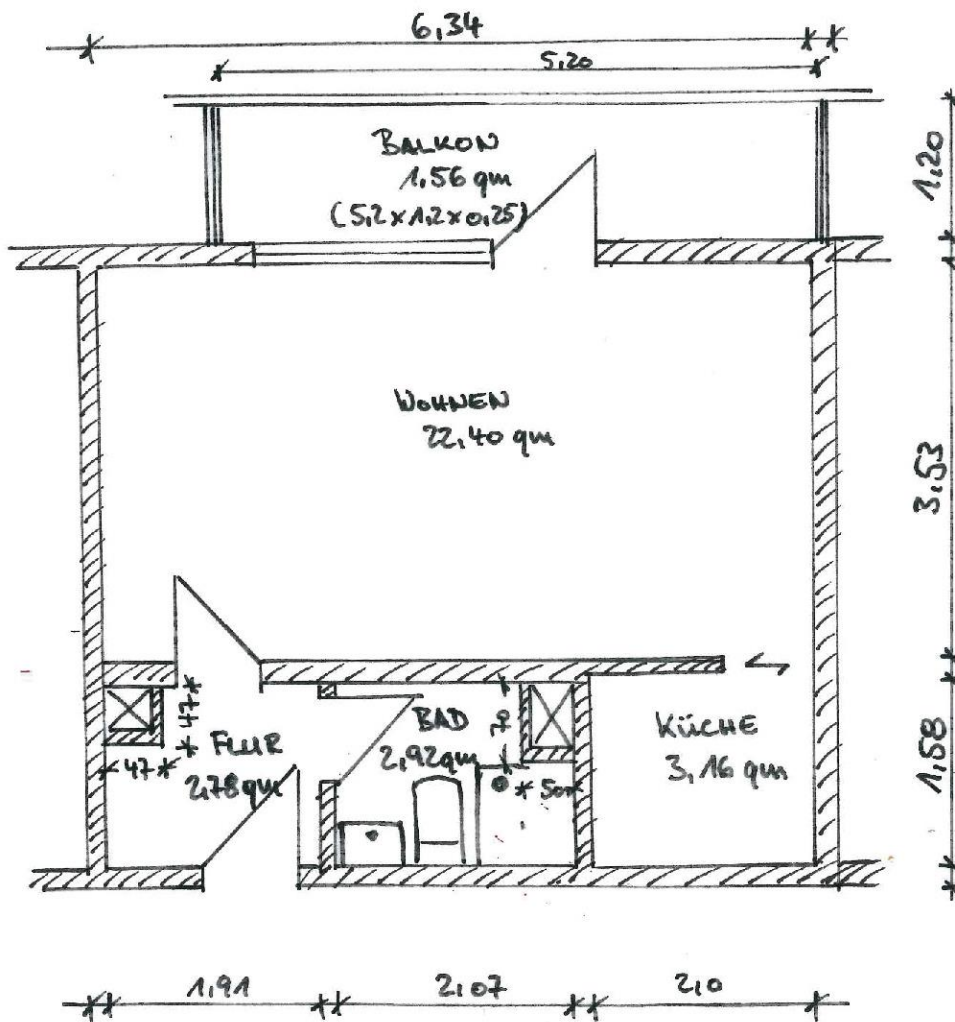 6,34
5,20
BALKON
1,56 qm
(5,2 x 1,2 x 0,25)
1,20
WOHNEN
22,40 qm
3,53
47
FLUR
2,78 qm
47
BAD
2,92 qm
70
50
KÜCHE
3,16 qm
1,58
1,91
2,07
2,0